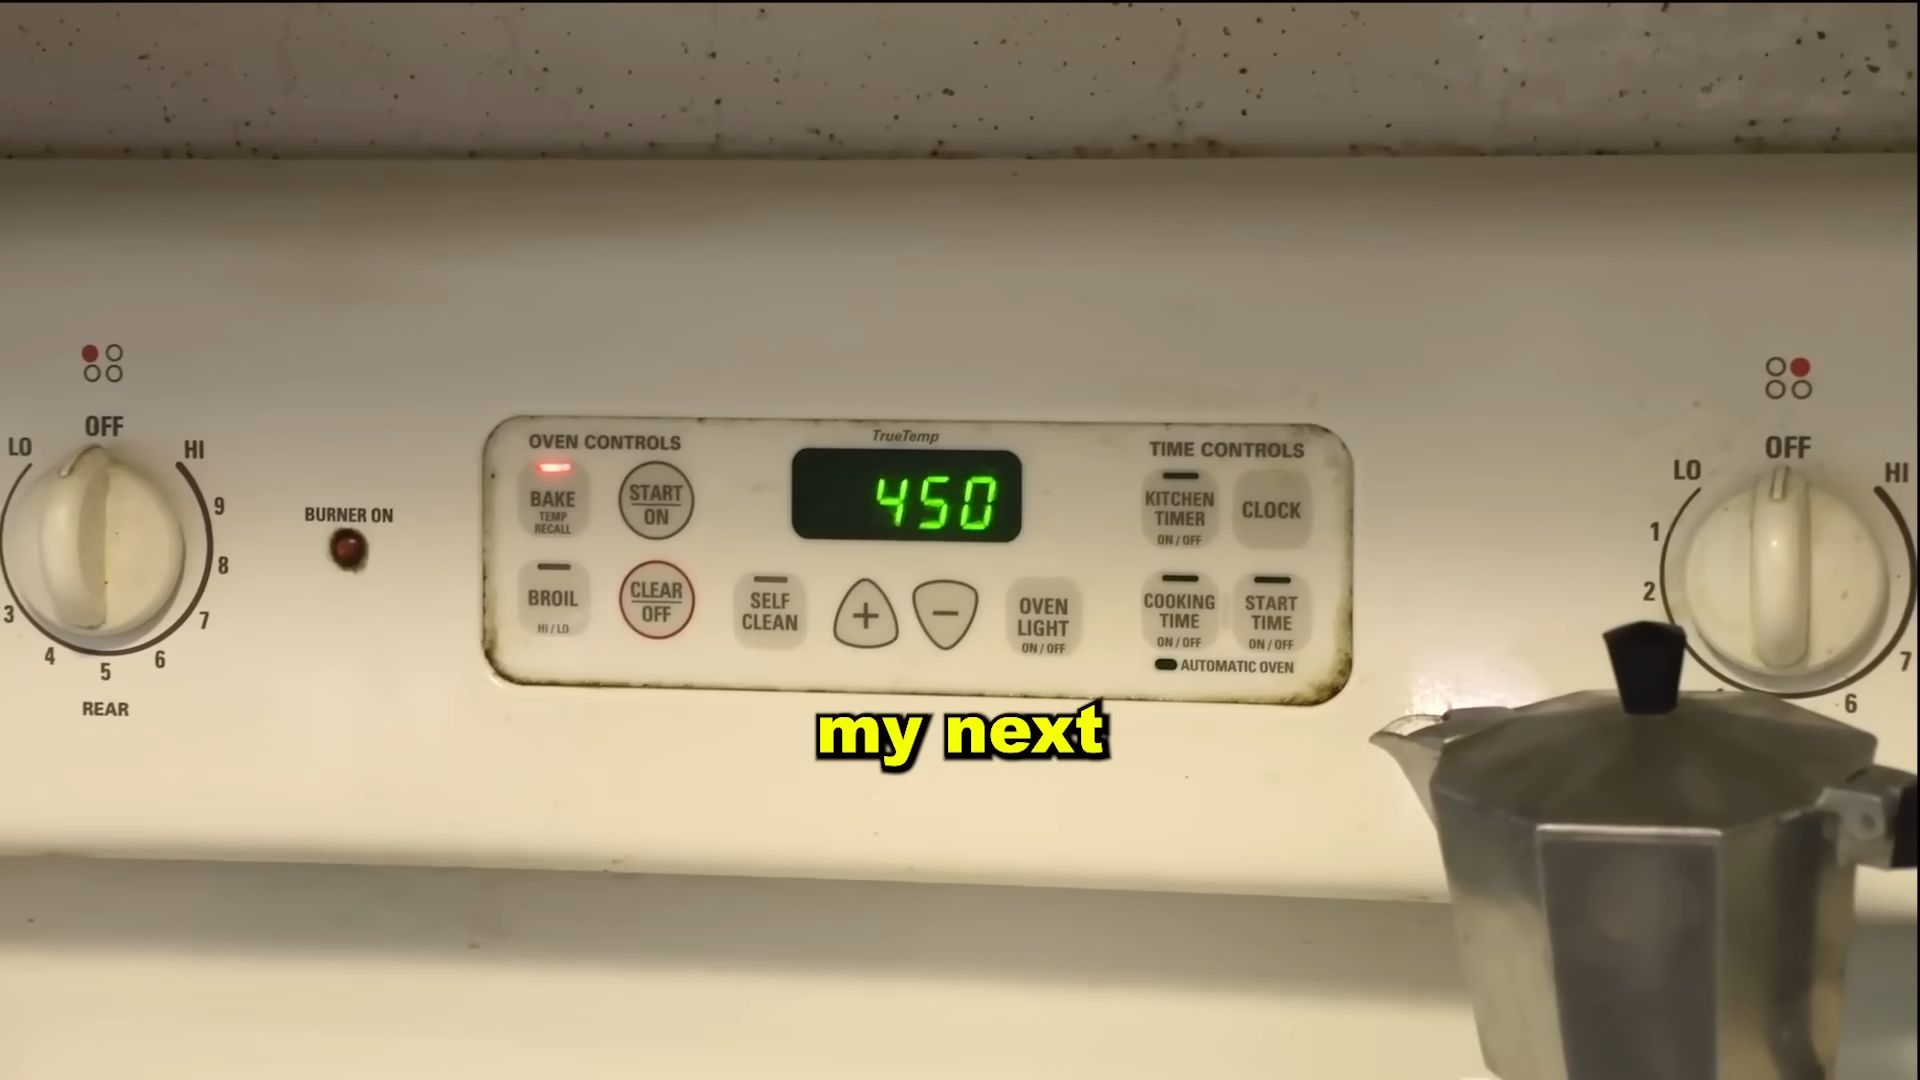 OFF
LO
HI
9
8
7
6
5
4
3
REAR
BURNER ON
OVEN CONTROLS
BAKE
TEMP
RECALL
START
ON
BROIL
HI / LO
CLEAR
OFF
TrueTemp
450
SELF
CLEAN
+
−
OVEN
LIGHT
ON / OFF
TIME CONTROLS
KITCHEN
TIMER
ON / OFF
CLOCK
COOKING
TIME
ON / OFF
START
TIME
ON / OFF
AUTOMATIC OVEN
OFF
LO
HI
1
2
7
6
my next